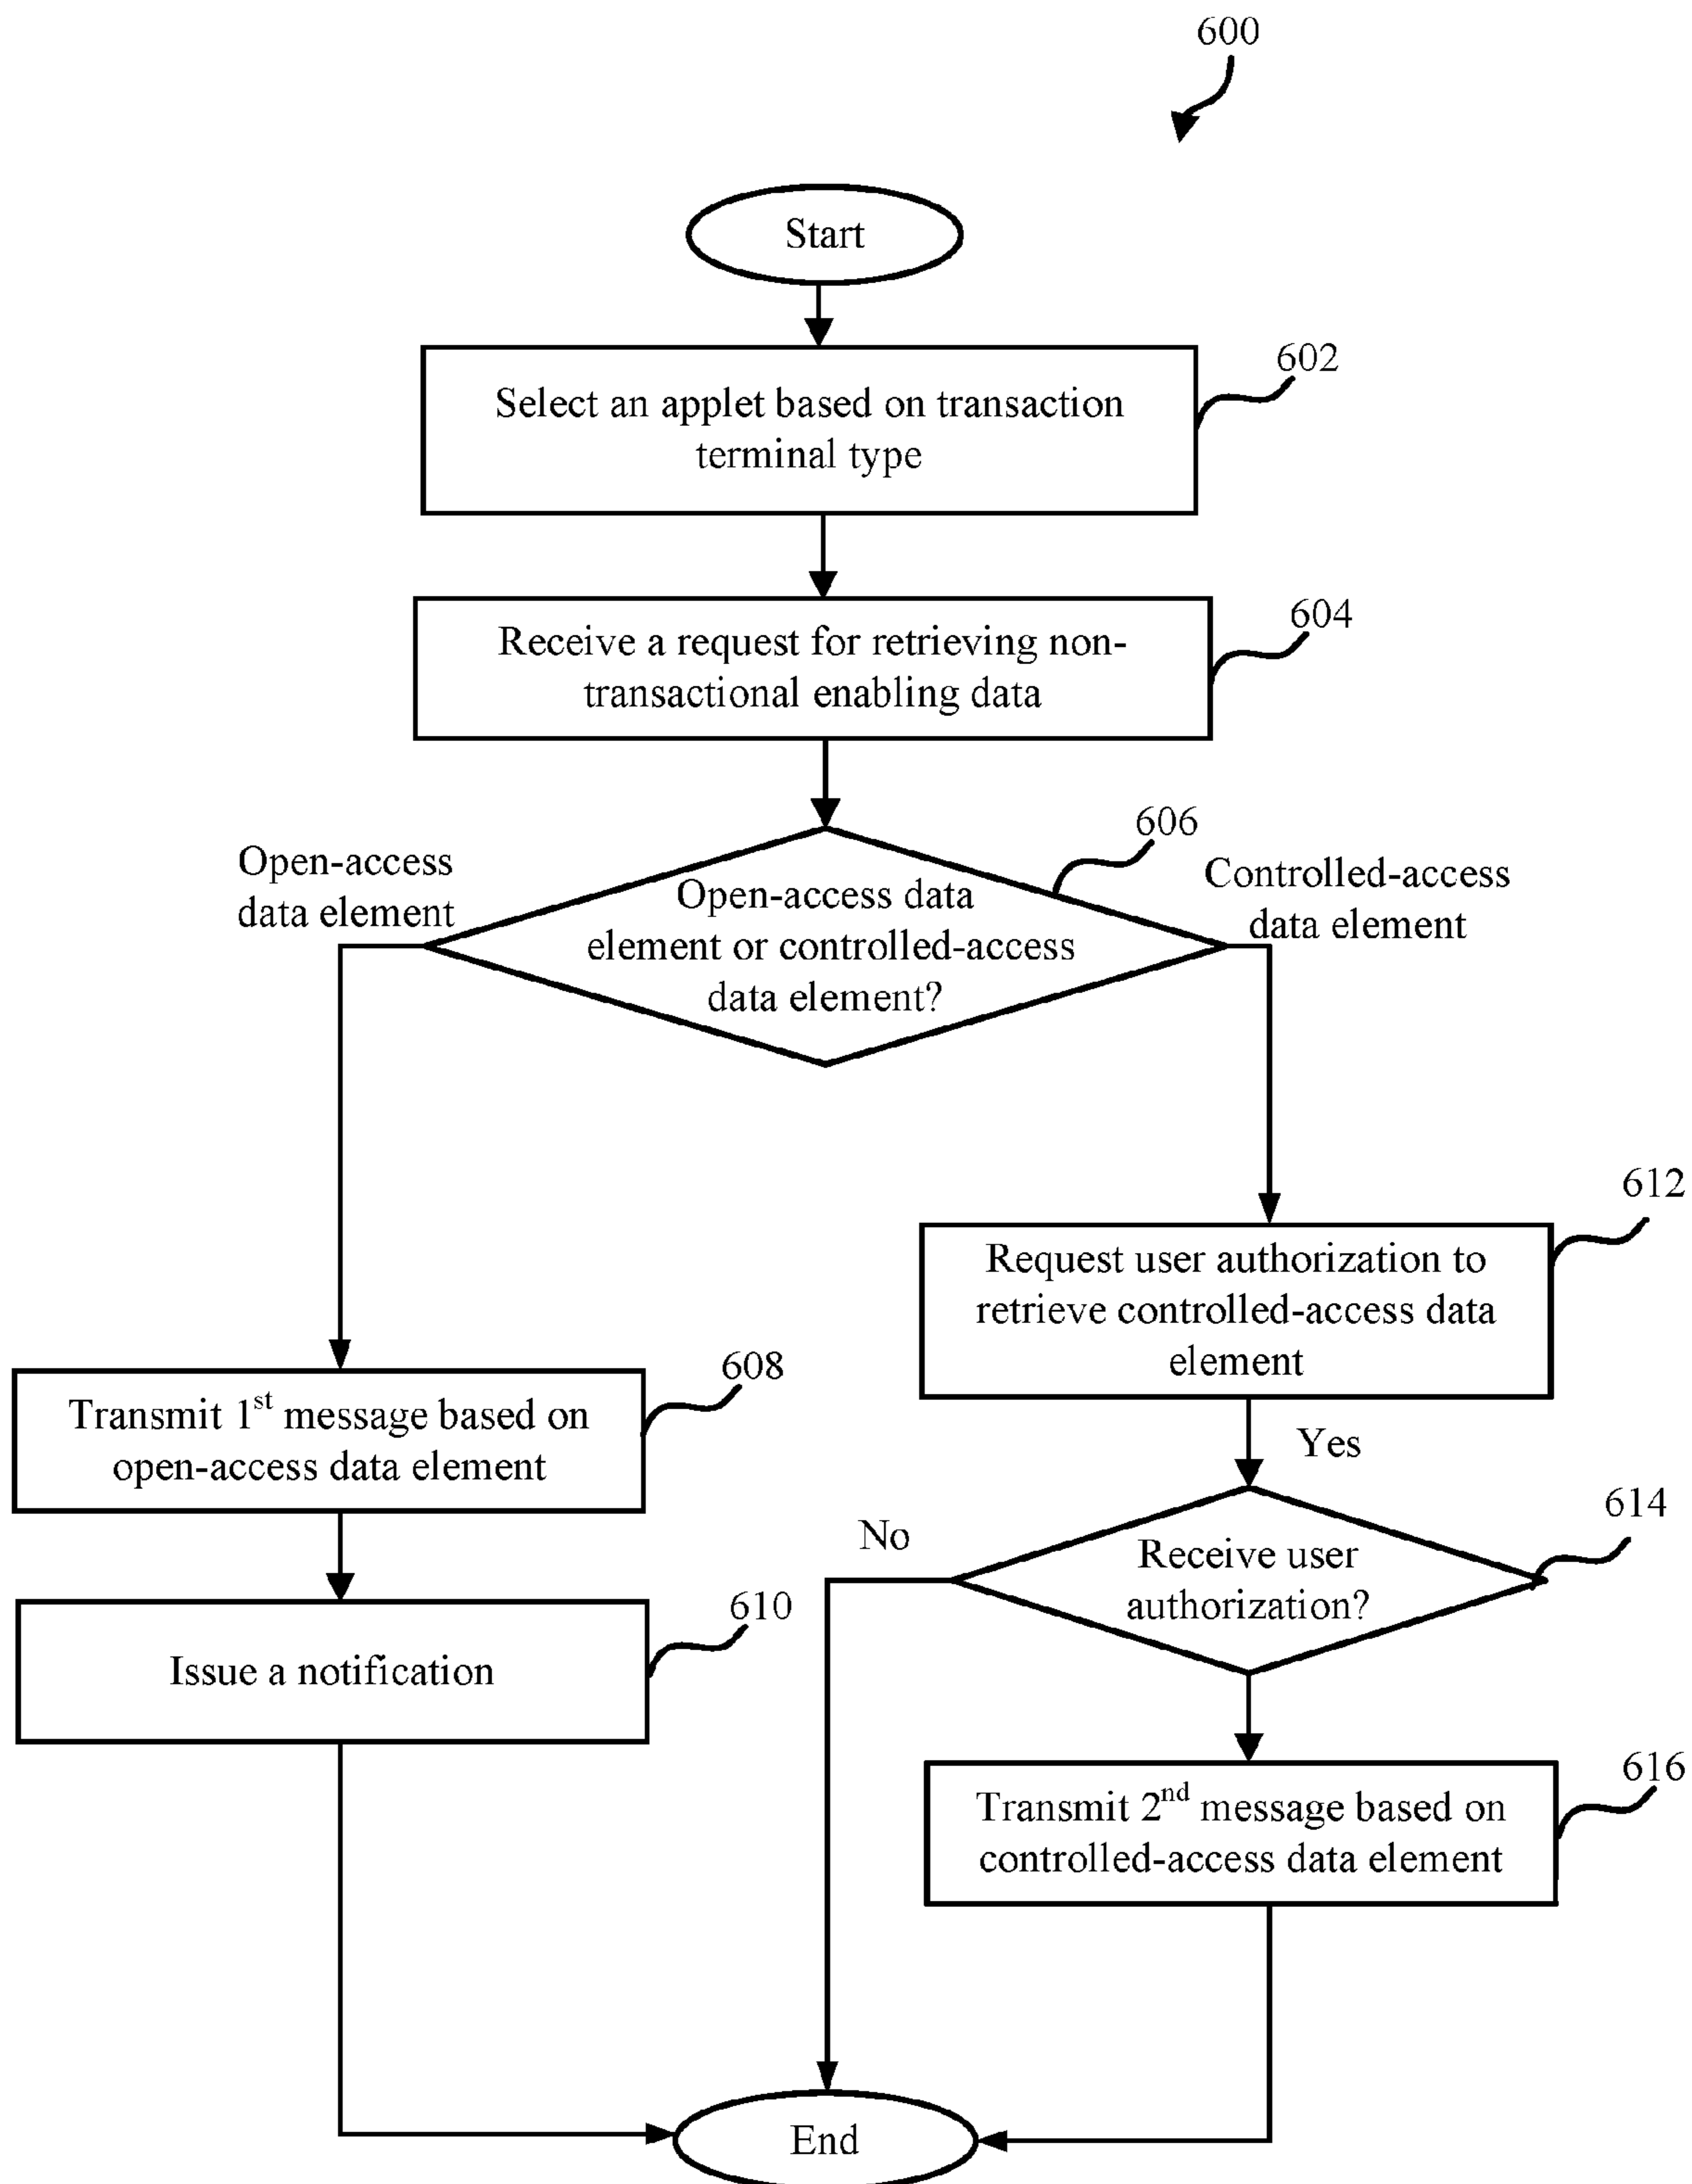 600
Start
602
Select an applet based on transaction
terminal type
604
Receive a request for retrieving non-
transactional enabling data
606
Open-access
data element
Open-access data
element or controlled-access
data element?
Controlled-access
data element
612
Request user authorization to
retrieve controlled-access data
element
608
Transmit 1st message based on
open-access data element
Yes
614
No
Receive user
authorization?
610
Issue a notification
616
Transmit 2nd message based on
controlled-access data element
End